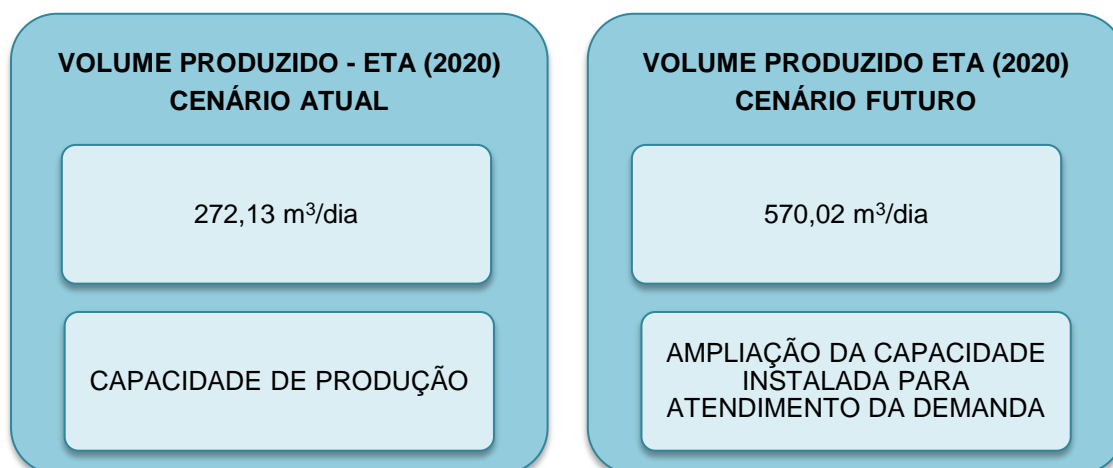 VOLUME PRODUZIDO - ETA (2020)
CENÁRIO ATUAL
272,13 m³/dia
CAPACIDADE DE PRODUÇÃO
VOLUME PRODUZIDO ETA (2020)
CENÁRIO FUTURO
570,02 m³/dia
AMPLIAÇÃO DA CAPACIDADE
INSTALADA PARA
ATENDIMENTO DA DEMANDA